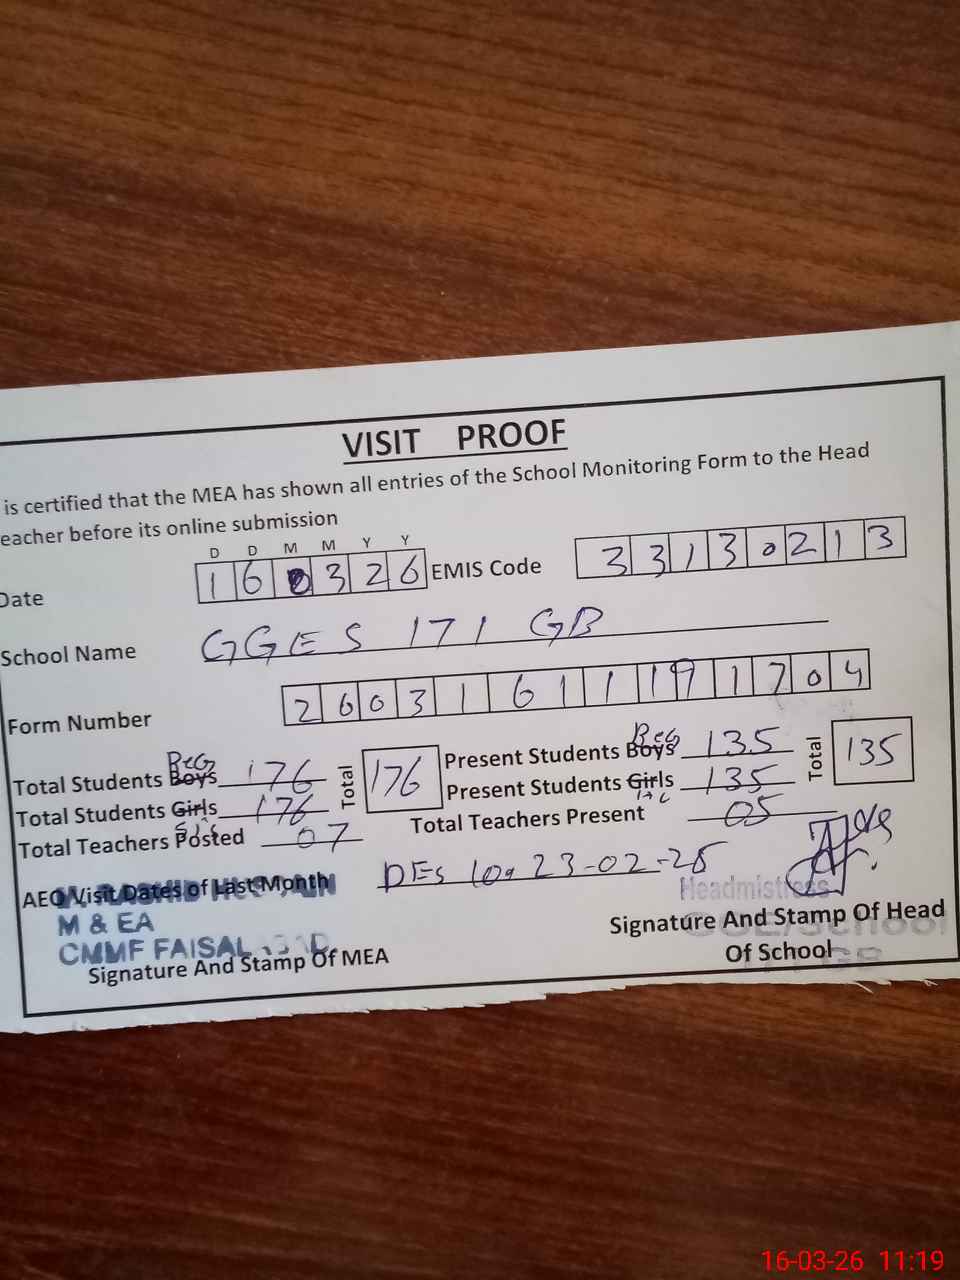 VISIT PROOF
is certified that the MEA has shown all entries of the School Monitoring Form to the Head
eacher before its online submission
D D M M Y Y
Date 1 6 0 3 2 6 EMIS Code 3 3 1 3 0 2 1 3
School Name GGES 171 GB
Form Number 2 6 0 3 1 6 1 1 1 9 1 7 0 4
Reg Reg
Total Students Boys 176 Total 176 Present Students Boys 135 Total 135
Total Students Girls 176 Present Students Girls 135
Total Teachers Posted 07 Total Teachers Present 05
AEO Visit Dates of Last Month DEs 23-02-
M & EA
CMMF FAISAL
Signature And Stamp Of MEA
Headmistress
Signature And Stamp Of Head
Of School
16-03-26 11:19